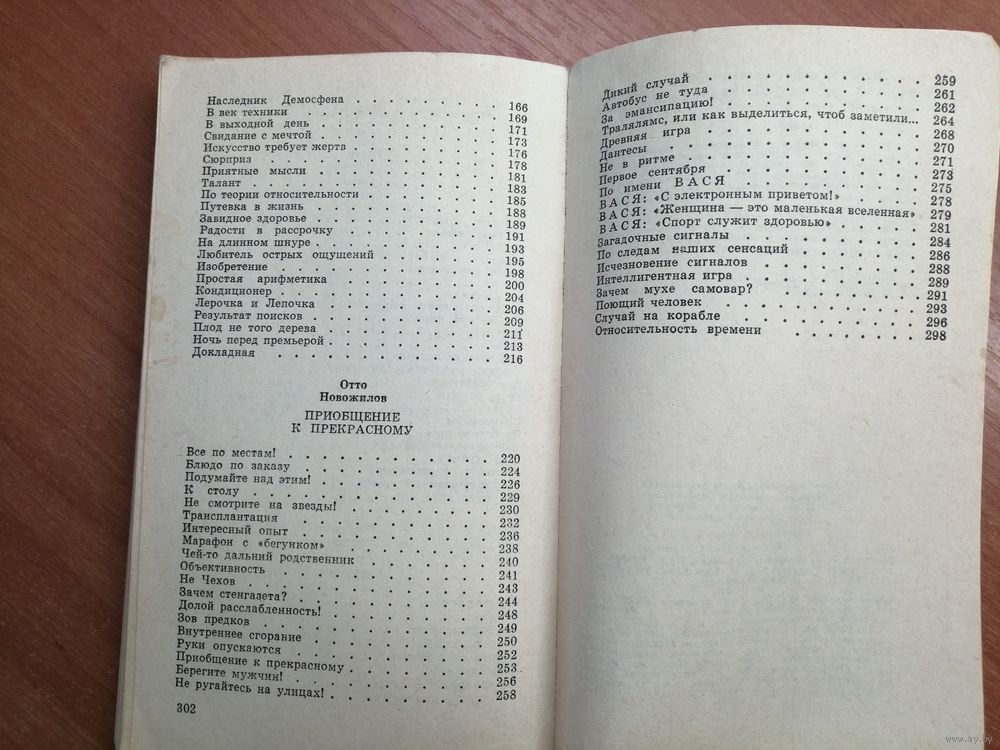 Наследник Демосфена . . . . . . . . 166
В век техники . . . . . . . . 169
В выходной день . . . . . . . . 171
Свидание с мечтой . . . . . . . . 173
Искусство требует жертв . . . . . . . . 176
Сюрприз . . . . . . . . 178
Приятные мысли . . . . . . . . 181
Талант . . . . . . . . 183
По теории относительности . . . . . . . . 185
Путевка в жизнь . . . . . . . . 188
Завидное здоровье . . . . . . . . 189
Радости в рассрочку . . . . . . . . 191
На длинном шнуре . . . . . . . . 193
Любитель острых ощущений . . . . . . . . 195
Изобретение . . . . . . . . 198
Простая арифметика . . . . . . . . 200
Кондиционер . . . . . . . . 204
Лерочка и Лепочка . . . . . . . . 206
Результат поисков . . . . . . . . 209
Плод не того дерева . . . . . . . . 211
Ночь перед премьерой . . . . . . . . 213
Докладная . . . . . . . . 216
Отто
Новожилов
ПРИОБЩЕНИЕ
К ПРЕКРАСНОМУ
Все по местам! . . . . . . . . 220
Блюдо по заказу . . . . . . . . 224
Подумайте над этим! . . . . . . . . 226
К столу . . . . . . . . 229
Не смотрите на звезды! . . . . . . . . 230
Трансплантация . . . . . . . . 232
Интересный опыт . . . . . . . . 236
Марафон с «бегунком» . . . . . . . . 238
Чей-то дальний родственник . . . . . . . . 240
Объективность . . . . . . . . 241
Не Чехов . . . . . . . . 243
Зачем стенгазета? . . . . . . . . 244
Долой расслабленность! . . . . . . . . 248
Зов предков . . . . . . . . 249
Внутреннее сгорание . . . . . . . . 250
Руки опускаются . . . . . . . . 252
Приобщение к прекрасному . . . . . . . . 253
Берегите мужчин! . . . . . . . . 256
Не ругайтесь на улицах! . . . . . . . . 258
302
Дикий случай . . . . . . . . 259
Автобус не туда . . . . . . . . 261
За эмансипацию! . . . . . . . . 262
Тралялямс, или как выделиться, чтоб заметили... 264
Древняя игра . . . . . . . . 268
Дантесы . . . . . . . . 270
Не в ритме . . . . . . . . 271
Первое сентября . . . . . . . . 273
По имени ВАСЯ . . . . . . . . 275
ВАСЯ: «С электронным приветом!» . . . . 278
ВАСЯ: «Женщина — это маленькая вселенная» 279
ВАСЯ: «Спорт служит здоровью» . . . . 281
Загадочные сигналы . . . . . . . . 284
По следам наших сенсаций . . . . . . . . 286
Исчезновение сигналов . . . . . . . . 288
Интеллигентная игра . . . . . . . . 289
Зачем мухе самовар? . . . . . . . . 291
Поющий человек . . . . . . . . 293
Случай на корабле . . . . . . . . 296
Относительность времени . . . . . . . . 298
www.ay.by